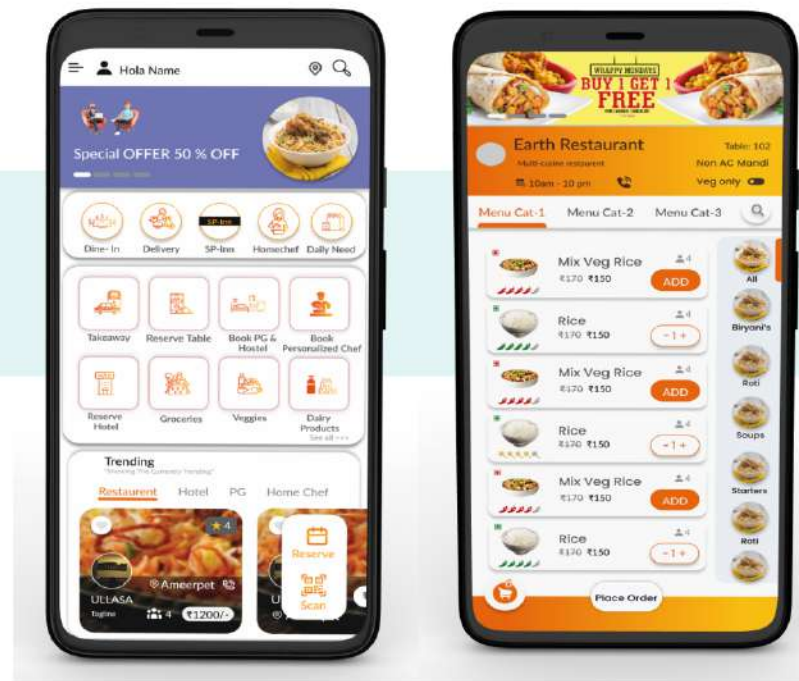 Hola Name
Special OFFER 50 % OFF
Dine- In
Delivery
SP-Inn
SP-Inn
Homechef
Daily Need
Takeaway
Reserve Table
Book PG & Hostel
Book Personalized Chef
Reserve Hotel
Groceries
Veggies
Dairy Products
See all >>>
Trending
Restaurent
Hotel
PG
Home Chef
4
Ameerpet
ULLASA
tagline
4
₹1200/-
Reserve
Scan
WRAPPY MONDAYS
BUY 1 GET 1
FREE
Earth Restaurant
Table: 102
Multi-cuisine restaurent
Non AC Mandi
10am - 10 pm
Veg only
Menu Cat-1
Menu Cat-2
Menu Cat-3
Mix Veg Rice
4
₹170 ₹150
ADD
Rice
4
₹170 ₹150
-1+
Mix Veg Rice
4
₹170 ₹150
ADD
Rice
4
₹170 ₹150
-1+
Mix Veg Rice
4
₹170 ₹150
ADD
Rice
4
₹170 ₹150
-1+
All
Biryani's
Roti
Soups
Starters
Roti
Place Order